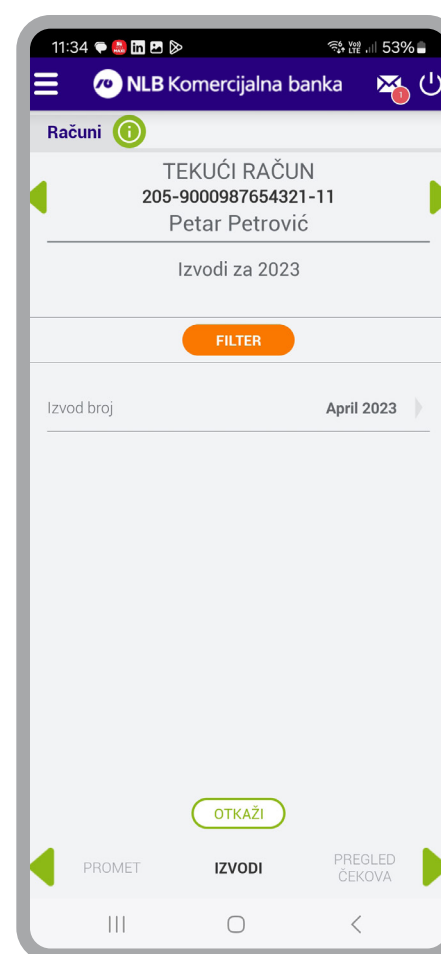 11:34 53%
NLB Komercijalna banka
1
Računi
TEKUĆI RAČUN
205-9000987654321-11
Petar Petrović
Izvodi za 2023
FILTER
Izvod broj April 2023
OTKAŽI
PROMET IZVODI PREGLED
ČEKOVA